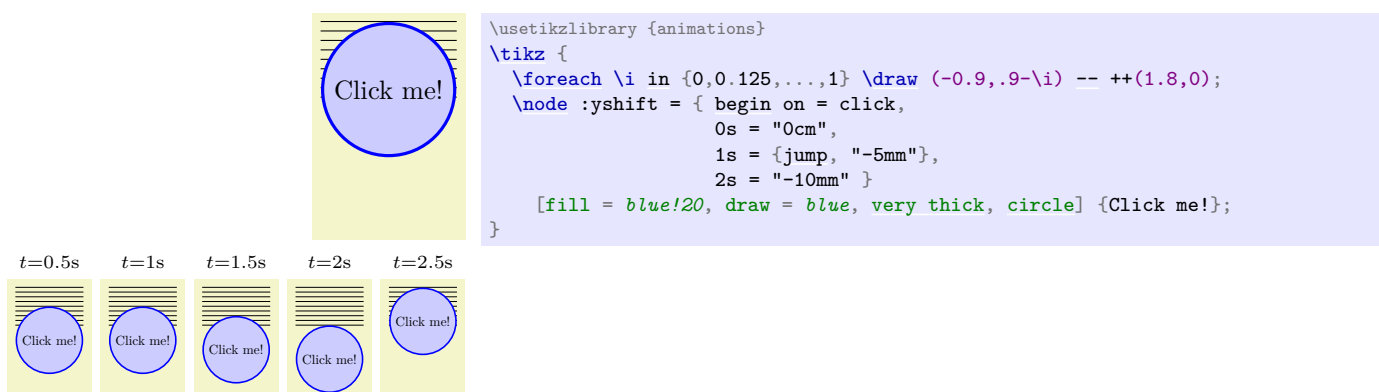 Click me!
\usetikzlibrary {animations}
\tikz {
  \foreach \i in {0,0.125,...,1} \draw (-0.9,.9-\i) -- ++(1.8,0);
  \node :yshift = { begin on = click,
                    0s = "0cm",
                    1s = {jump, "-5mm"},
                    2s = "-10mm" }
    [fill = blue!20, draw = blue, very thick, circle] {Click me!};
}
t=0.5s t=1s t=1.5s t=2s t=2.5s
Click me! Click me! Click me! Click me! Click me!